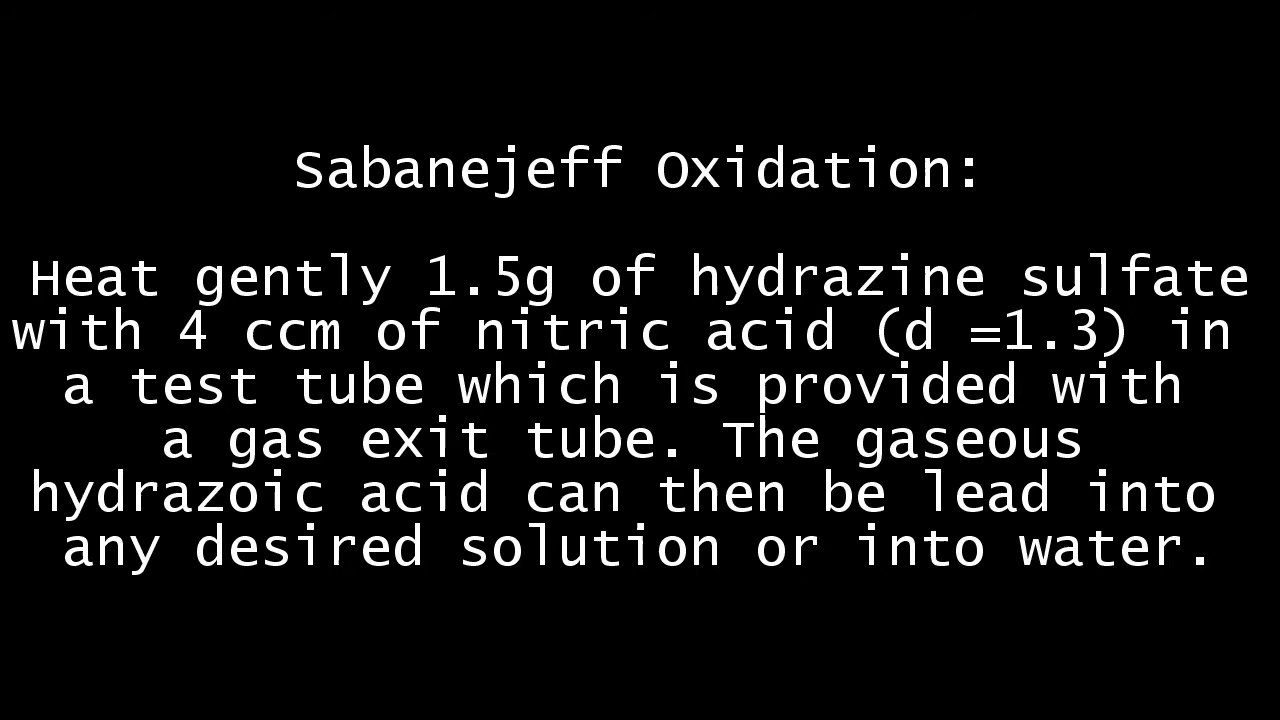 Sabanejeff Oxidation:
Heat gently 1.5g of hydrazine sulfate
with 4 ccm of nitric acid (d =1.3) in
a test tube which is provided with
a gas exit tube. The gaseous
hydrazoic acid can then be lead into
any desired solution or into water.